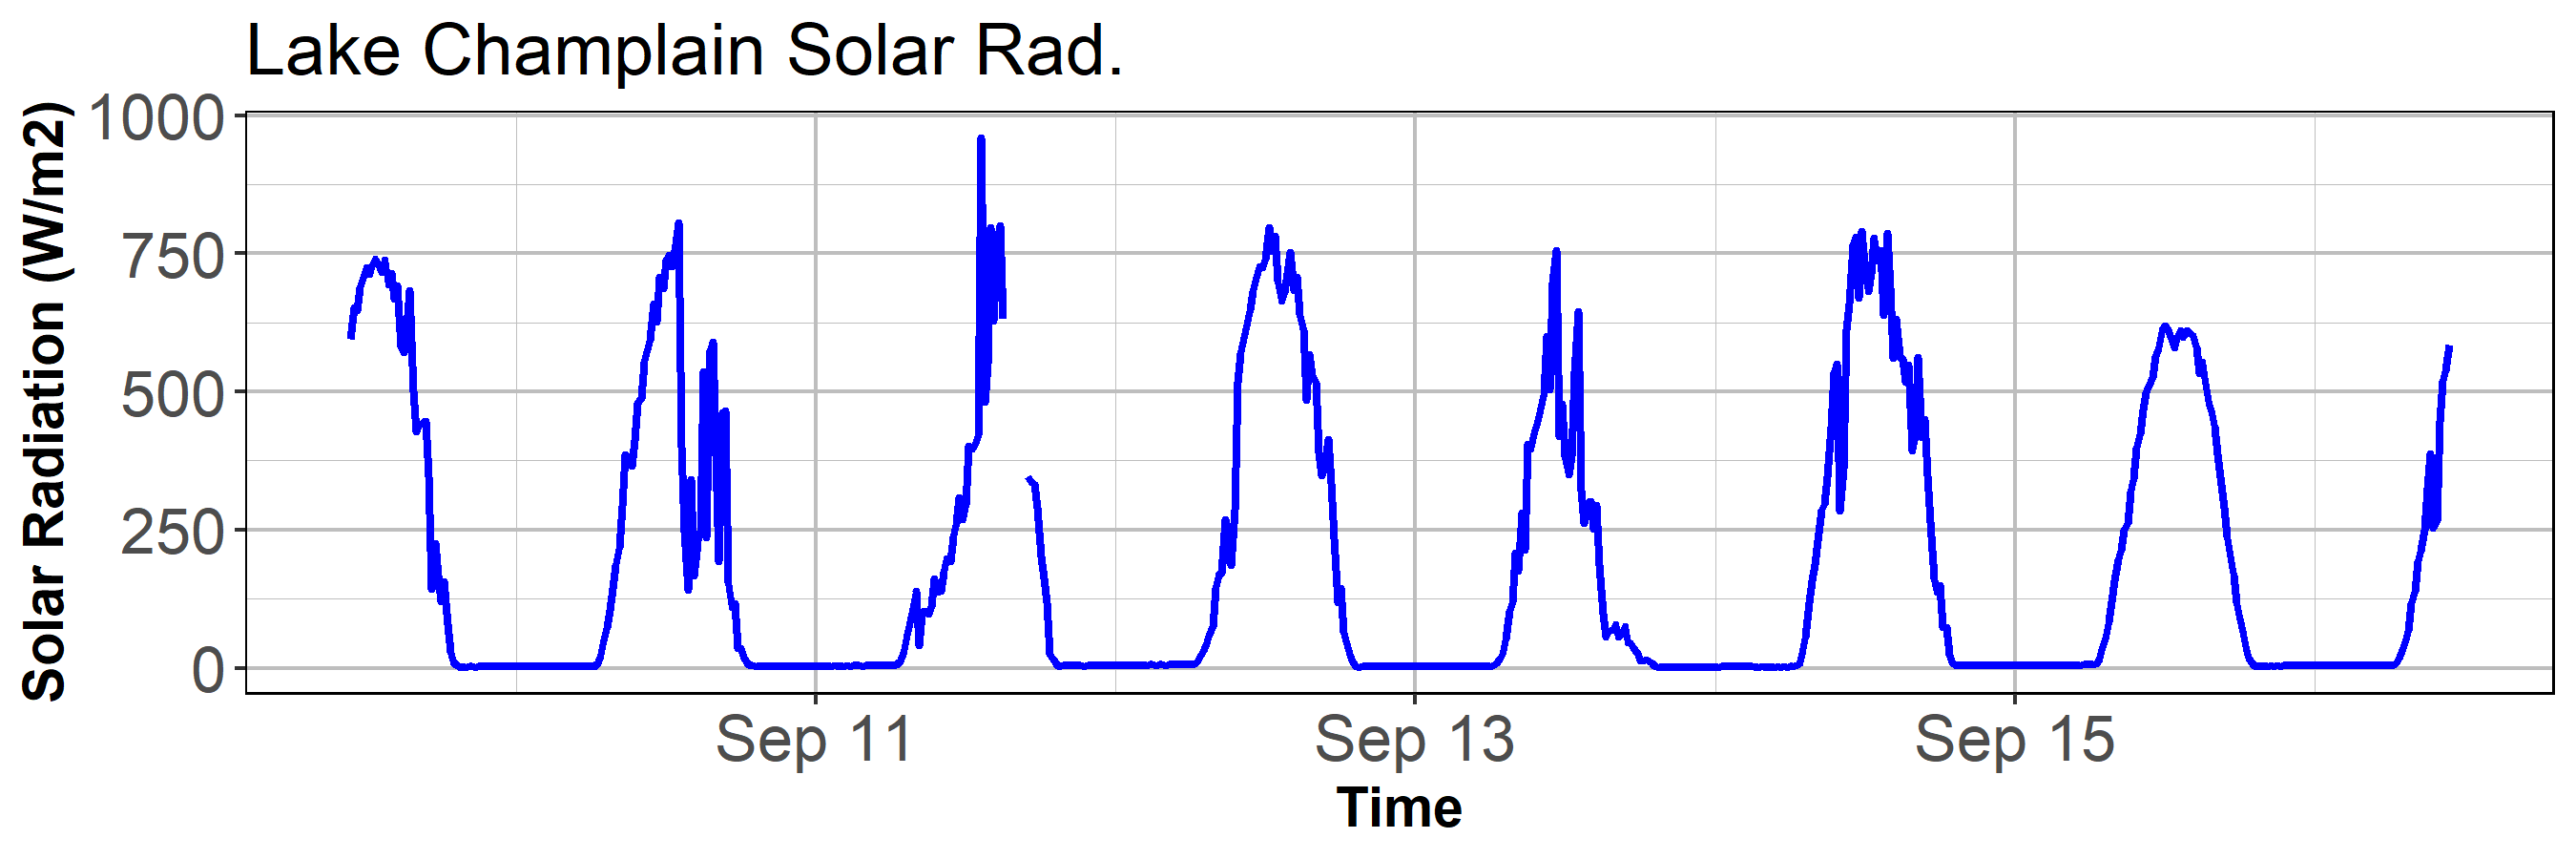 Lake Champlain Solar Rad.
Solar Radiation (W/m2)
1000
750
500
250
0
Sep 11 Sep 13 Sep 15
Time